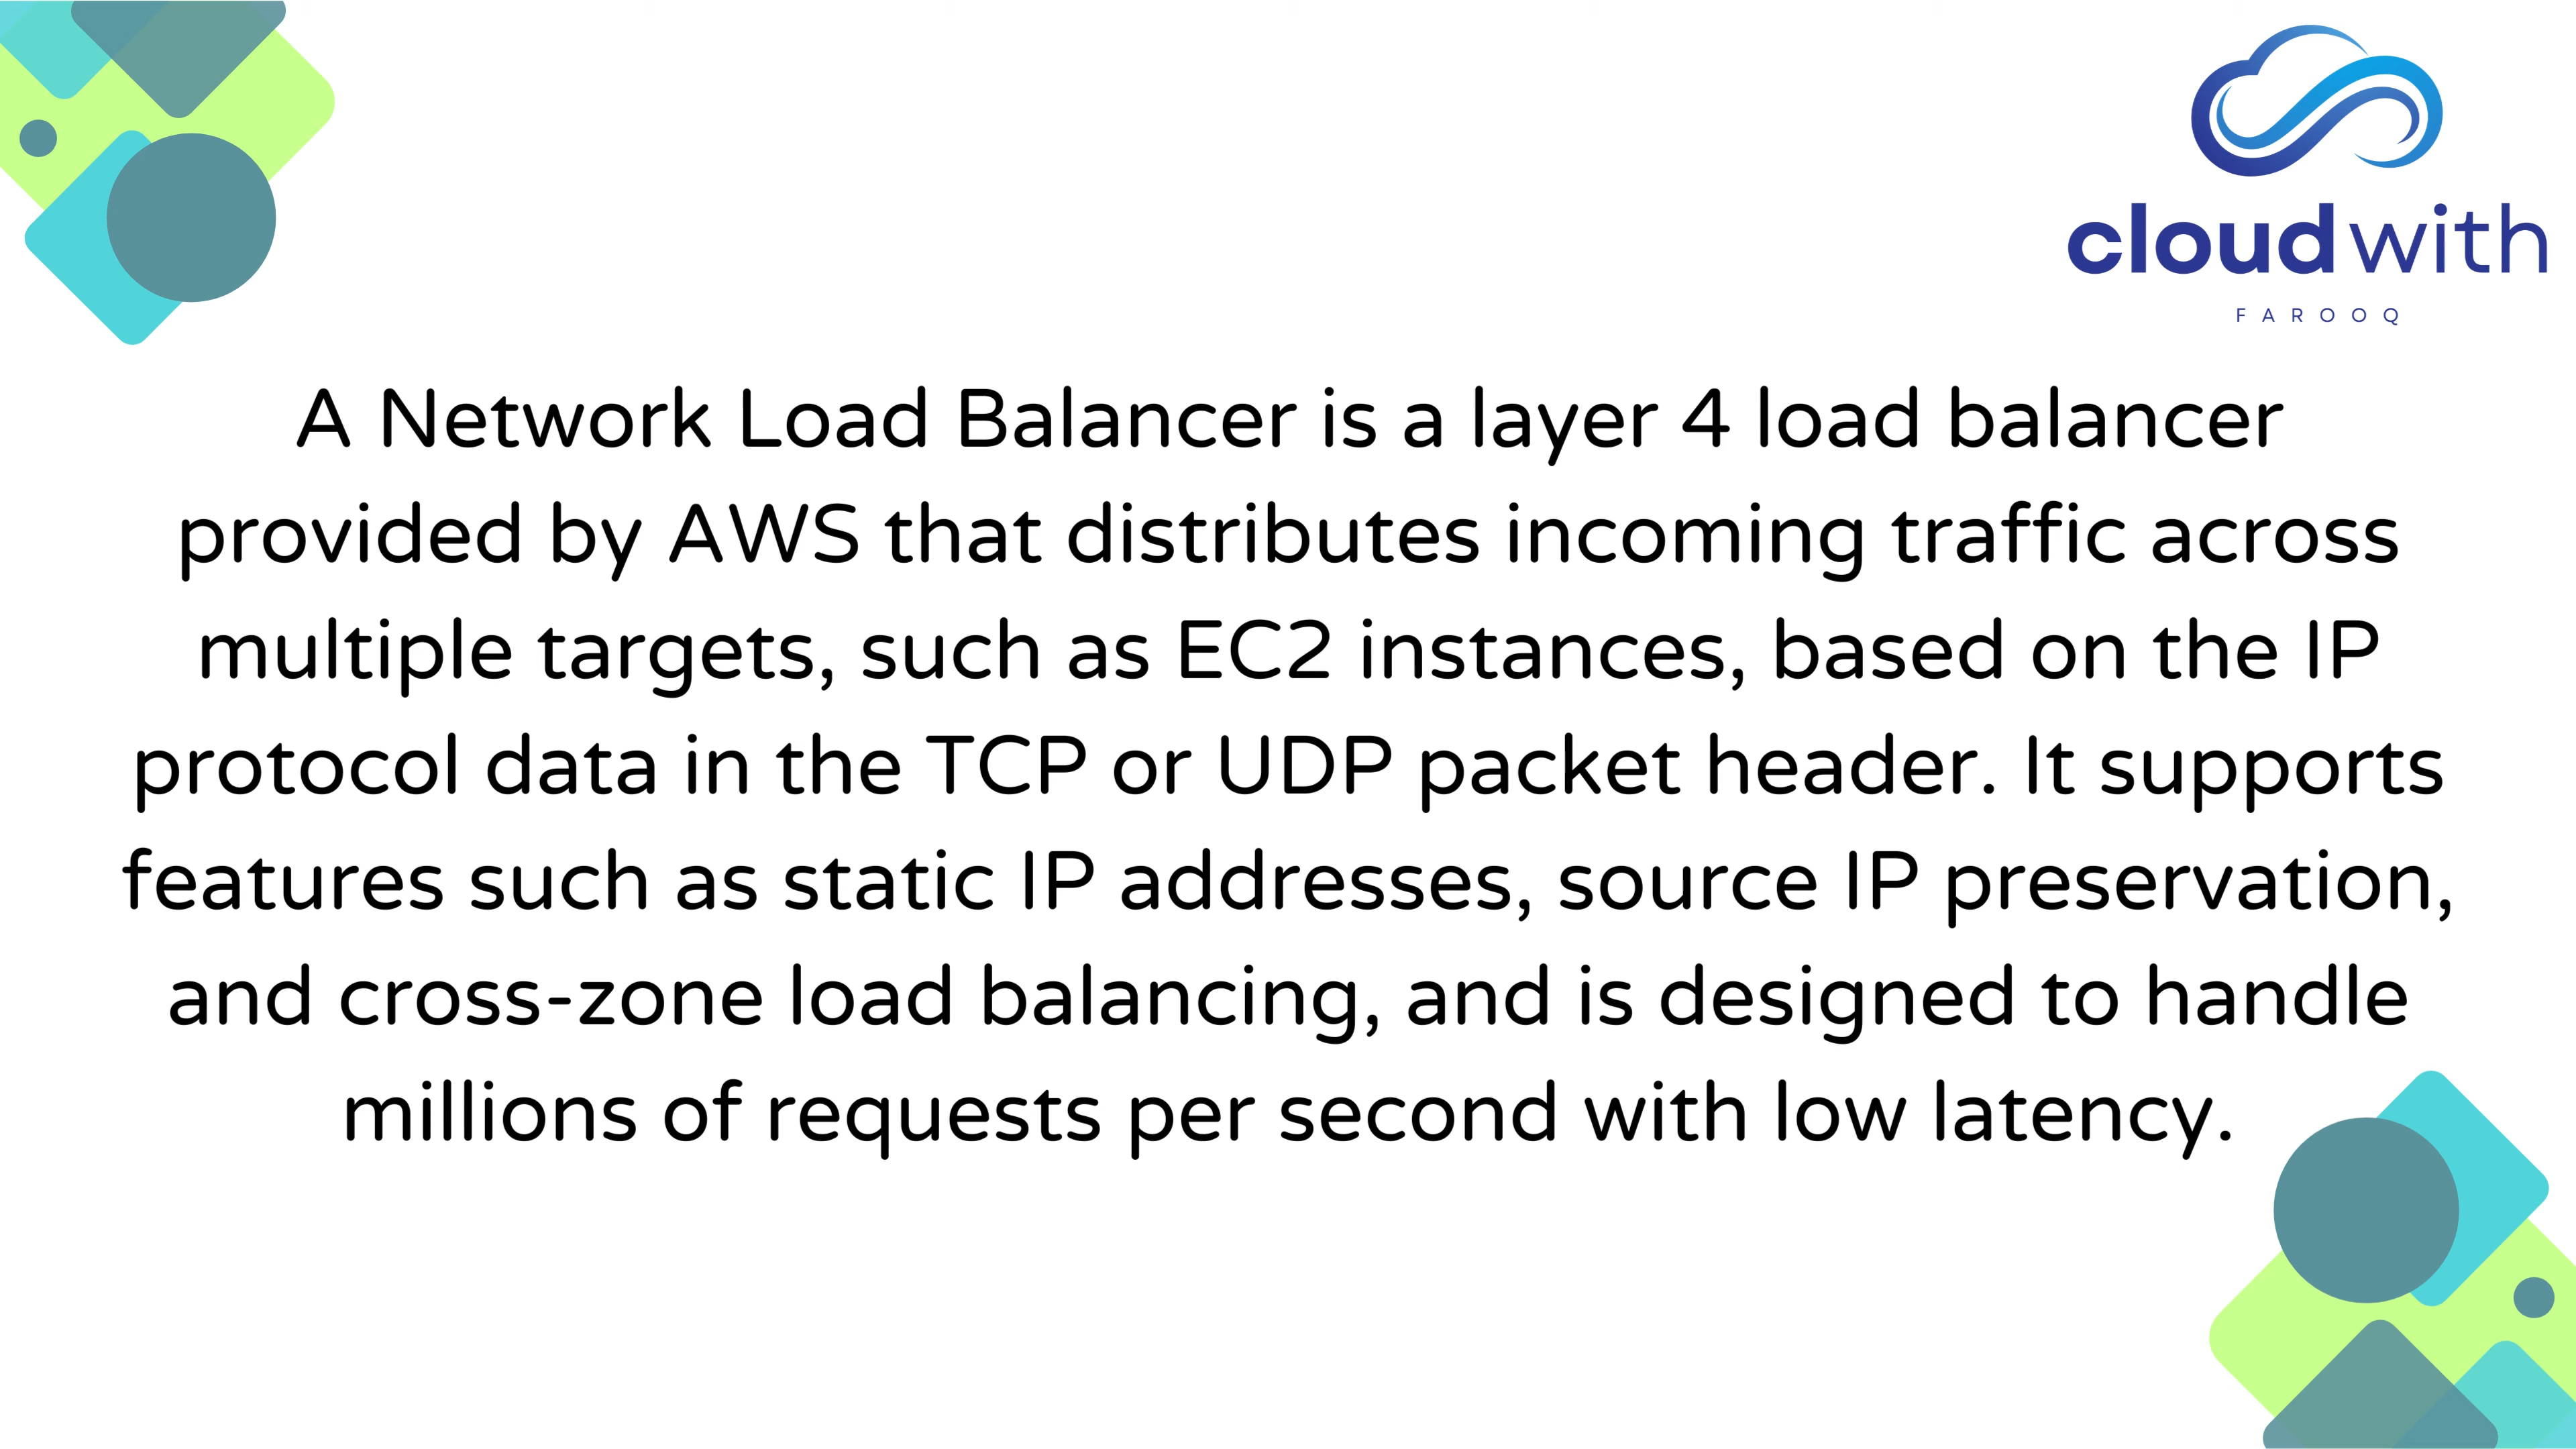 cloudwith
FAROOQ
A Network Load Balancer is a layer 4 load balancer
provided by AWS that distributes incoming traffic across
multiple targets, such as EC2 instances, based on the IP
protocol data in the TCP or UDP packet header. It supports
features such as static IP addresses, source IP preservation,
and cross-zone load balancing, and is designed to handle
millions of requests per second with low latency.